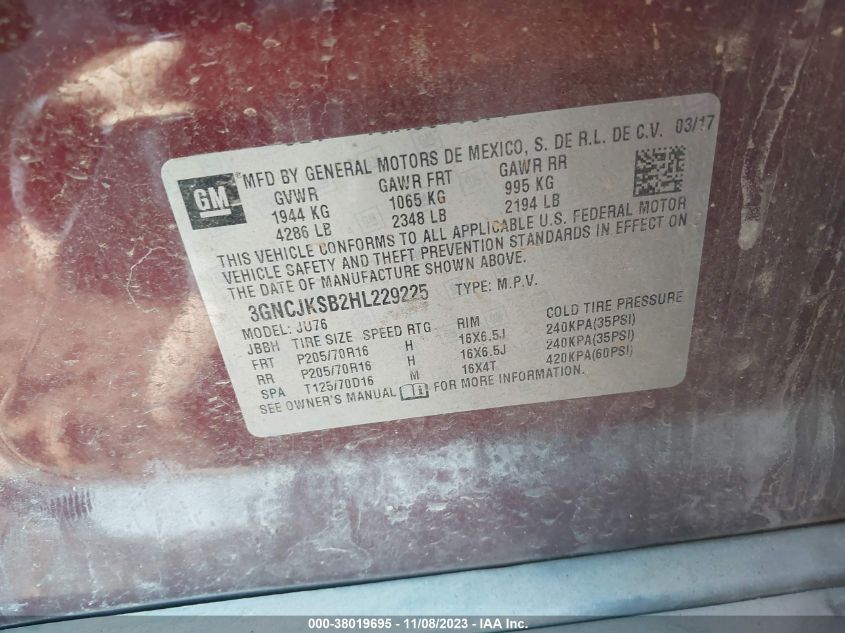 MFD BY GENERAL MOTORS DE MEXICO, S. DE R.L. DE C.V. 03/17
GM
GVWR GAWR FRT GAWR RR
1944 KG 1065 KG 995 KG
4286 LB 2348 LB 2194 LB
THIS VEHICLE CONFORMS TO ALL APPLICABLE U.S. FEDERAL MOTOR
VEHICLE SAFETY AND THEFT PREVENTION STANDARDS IN EFFECT ON
THE DATE OF MANUFACTURE SHOWN ABOVE.
3GNCJKSB2HL229225 TYPE: M.P.V.
MODEL: JU76
JBBH TIRE SIZE SPEED RTG RIM COLD TIRE PRESSURE
FRT P205/70R16 H 16X6.5J 240KPA(35PSI)
RR P205/70R16 H 16X6.5J 240KPA(35PSI)
SPA T125/70D16 M 16X4T 420KPA(60PSI)
SEE OWNER'S MANUAL FOR MORE INFORMATION.
000-38019695 - 11/08/2023 - IAA Inc.